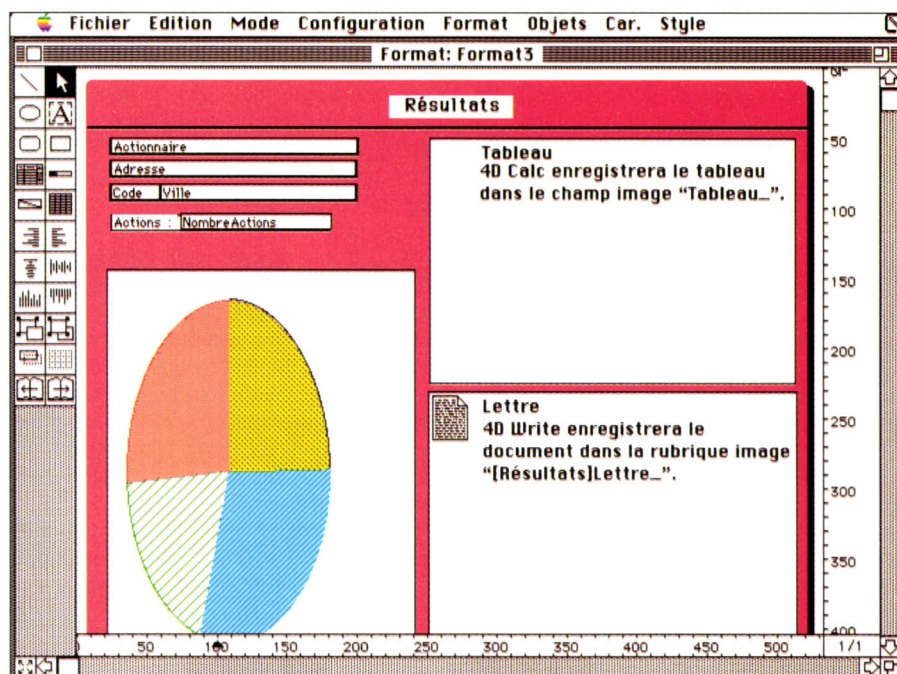 Fichier Edition Mode Configuration Format Objets Car. Style
Format: Format3
A
Résultats
Actionnaire
Adresse
Code Ville
Actions : NombreActions
Tableau
4D Calc enregistrera le tableau
dans le champ image “Tableau_”.
Lettre
4D Write enregistrera le
document dans la rubrique image
“[Résultats]Lettre_”.
50
100
150
200
250
300
350
400
50 100 150 200 250 300 350 400 450 500 1/1